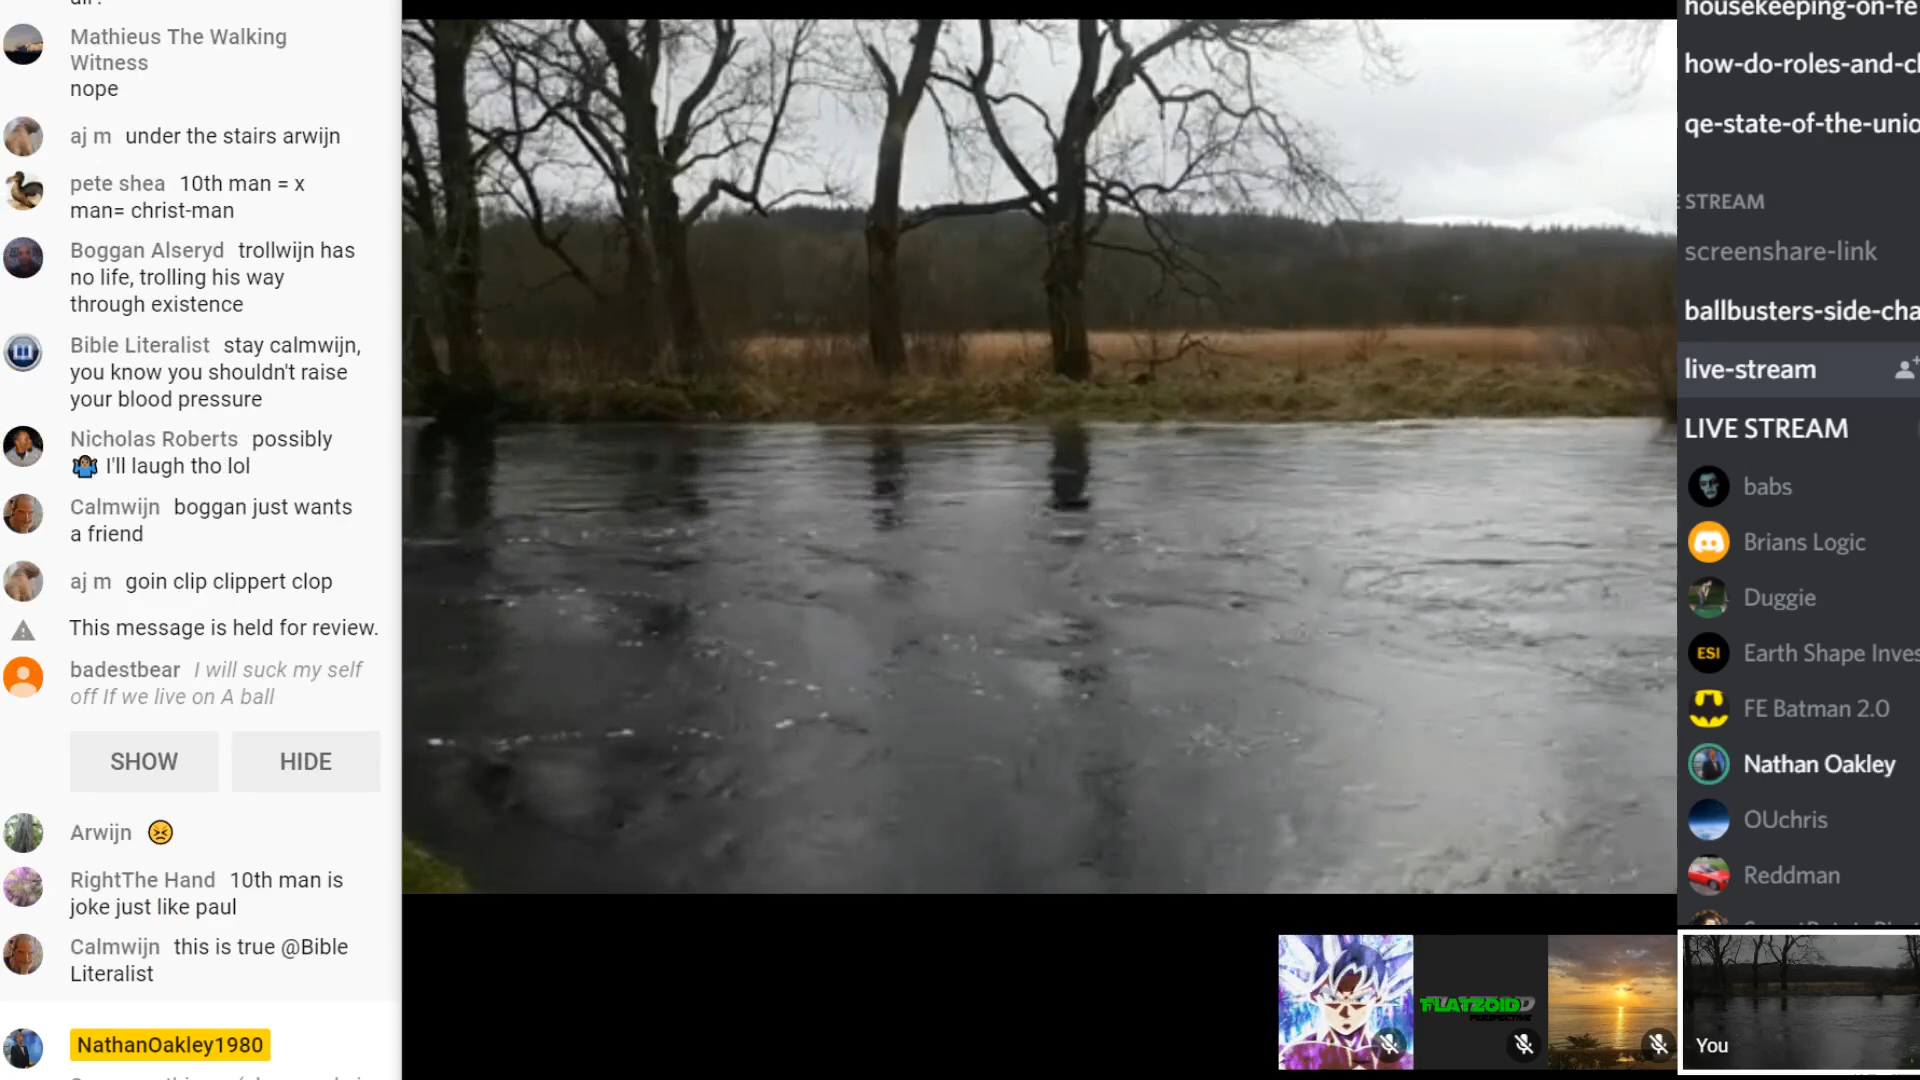 Mathieus The Walking
Witness
nope
aj m under the stairs arwijn
pete shea 10th man = x
man= christ-man
Boggan Alseryd trollwijn has
no life, trolling his way
through existence
Bible Literalist stay calmwijn,
you know you shouldn't raise
your blood pressure
Nicholas Roberts possibly
🤷🏽‍♂️ I'll laugh tho lol
Calmwijn boggan just wants
a friend
aj m goin clip clippert clop
This message is held for review.
badestbear I will suck my self
off If we live on A ball
SHOW HIDE
Arwijn 😣
RightThe Hand 10th man is
joke just like paul
Calmwijn this is true @Bible
Literalist
NathanOakley1980
housekeeping-on-fe
how-do-roles-and-c
qe-state-of-the-unio
STREAM
screenshare-link
ballbusters-side-cha
live-stream
LIVE STREAM
babs
Brians Logic
Duggie
ESI Earth Shape Inves
FE Batman 2.0
Nathan Oakley
OUchris
Reddman
FLATZOIDD
PERSPECTIVE
You